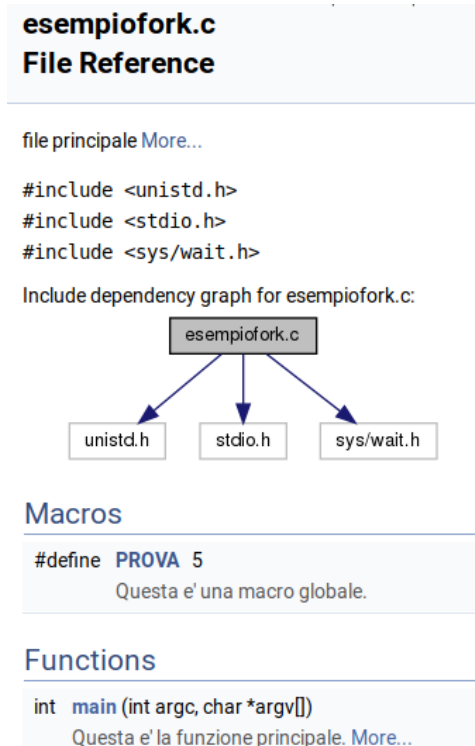 esempiofork.c
File Reference
file principale More...
#include <unistd.h>
#include <stdio.h>
#include <sys/wait.h>
Include dependency graph for esempiofork.c:
esempiofork.c
unistd.h stdio.h sys/wait.h
Macros
#define PROVA 5
Questa e' una macro globale.
Functions
int main (int argc, char *argv[])
Questa e' la funzione principale. More...